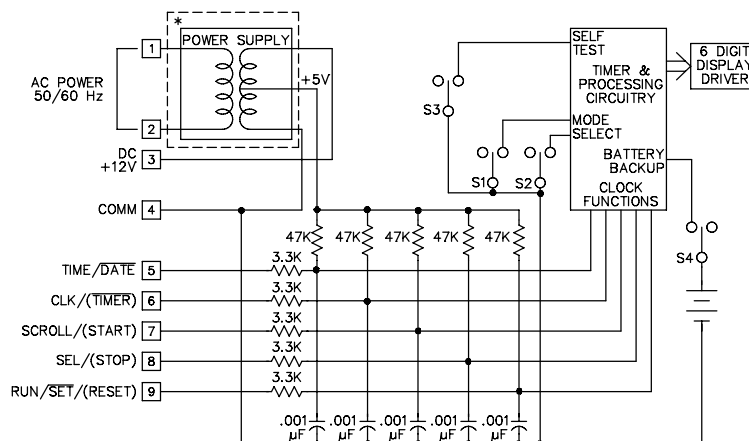 *
POWER SUPPLY
+5V
1
AC POWER
50/60 Hz
2
DC
+12V
3
COMM
4
TIME/DATE
5
CLK/(TIMER)
6
SCROLL/(START)
7
SEL/(STOP)
8
RUN/SET/(RESET)
9
47K
47K
47K
47K
47K
3.3K
3.3K
3.3K
3.3K
3.3K
.001
µF
.001
µF
.001
µF
.001
µF
.001
µF
SELF
TEST
TIMER &
PROCESSING
CIRCUITRY
MODE
SELECT
BATTERY
BACKUP
CLOCK
FUNCTIONS
6 DIGIT
DISPLAY
DRIVER
S3
S1
S2
S4